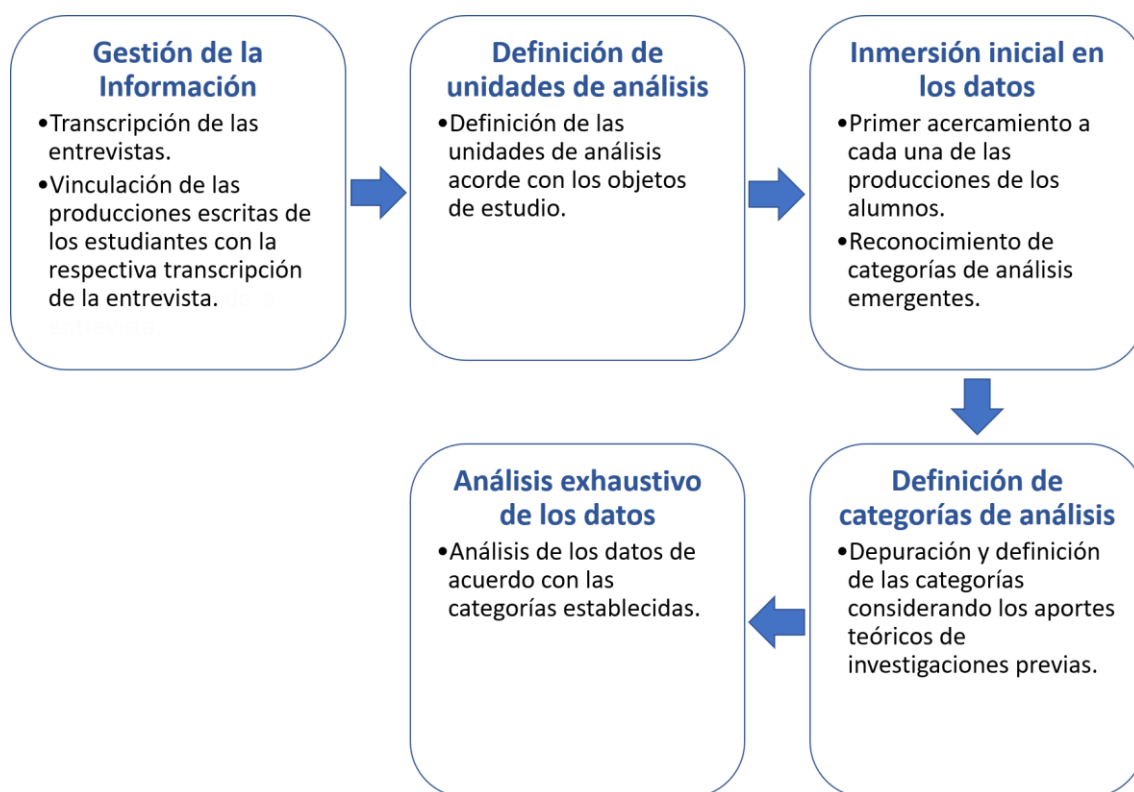 Gestión de la
Información
•Transcripción de las
entrevistas.
•Vinculación de las
producciones escritas de
los estudiantes con la
respectiva transcripción
de la entrevista.
Definición de
unidades de análisis
•Definición de las
unidades de análisis
acorde con los objetos
de estudio.
Inmersión inicial en
los datos
•Primer acercamiento a
cada una de las
producciones de los
alumnos.
•Reconocimiento de
categorías de análisis
emergentes.
Definición de
categorías de análisis
•Depuración y definición
de las categorías
considerando los aportes
teóricos de
investigaciones previas.
Análisis exhaustivo
de los datos
•Análisis de los datos de
acuerdo con las
categorías establecidas.